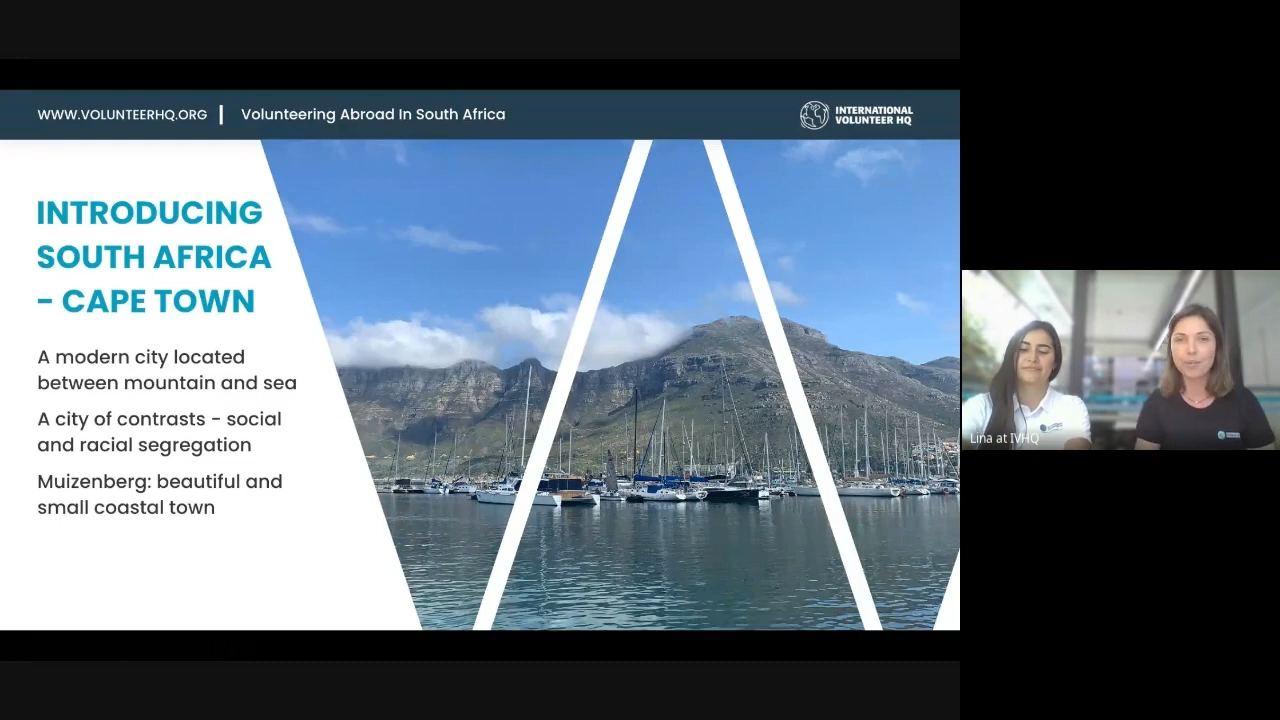 WWW.VOLUNTEERHQ.ORG | Volunteering Abroad In South Africa
INTERNATIONAL
VOLUNTEER HQ
INTRODUCING
SOUTH AFRICA
- CAPE TOWN
A modern city located
between mountain and sea
A city of contrasts - social
and racial segregation
Muizenberg: beautiful and
small coastal town
Lina at IVHQ